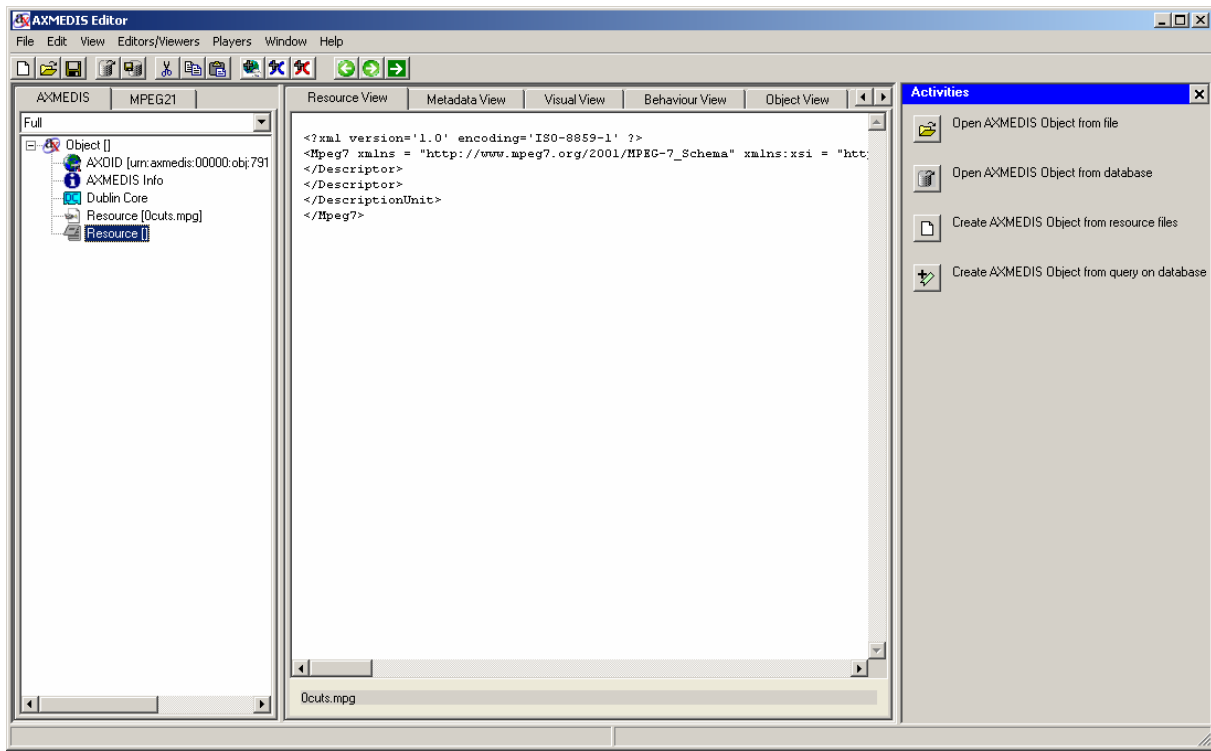 AXMEDIS Editor
File Edit View Editors/Viewers Players Window Help
AXMEDIS MPEG21
Full
Object []
AXOID [urn:axmedis:00000:obj:791
AXMEDIS Info
Dublin Core
Resource [0cuts.mpg]
Resource []
Resource View Metadata View Visual View Behaviour View Object View
<?xml version='1.0' encoding='ISO-8859-1' ?>
<Mpeg7 xmlns = "http://www.mpeg7.org/2001/MPEG-7_Schema" xmlns:xsi = "htt
</Descriptor>
</Descriptor>
</DescriptionUnit>
</Mpeg7>
0cuts.mpg
Activities
Open AXMEDIS Object from file
Open AXMEDIS Object from database
Create AXMEDIS Object from resource files
Create AXMEDIS Object from query on database